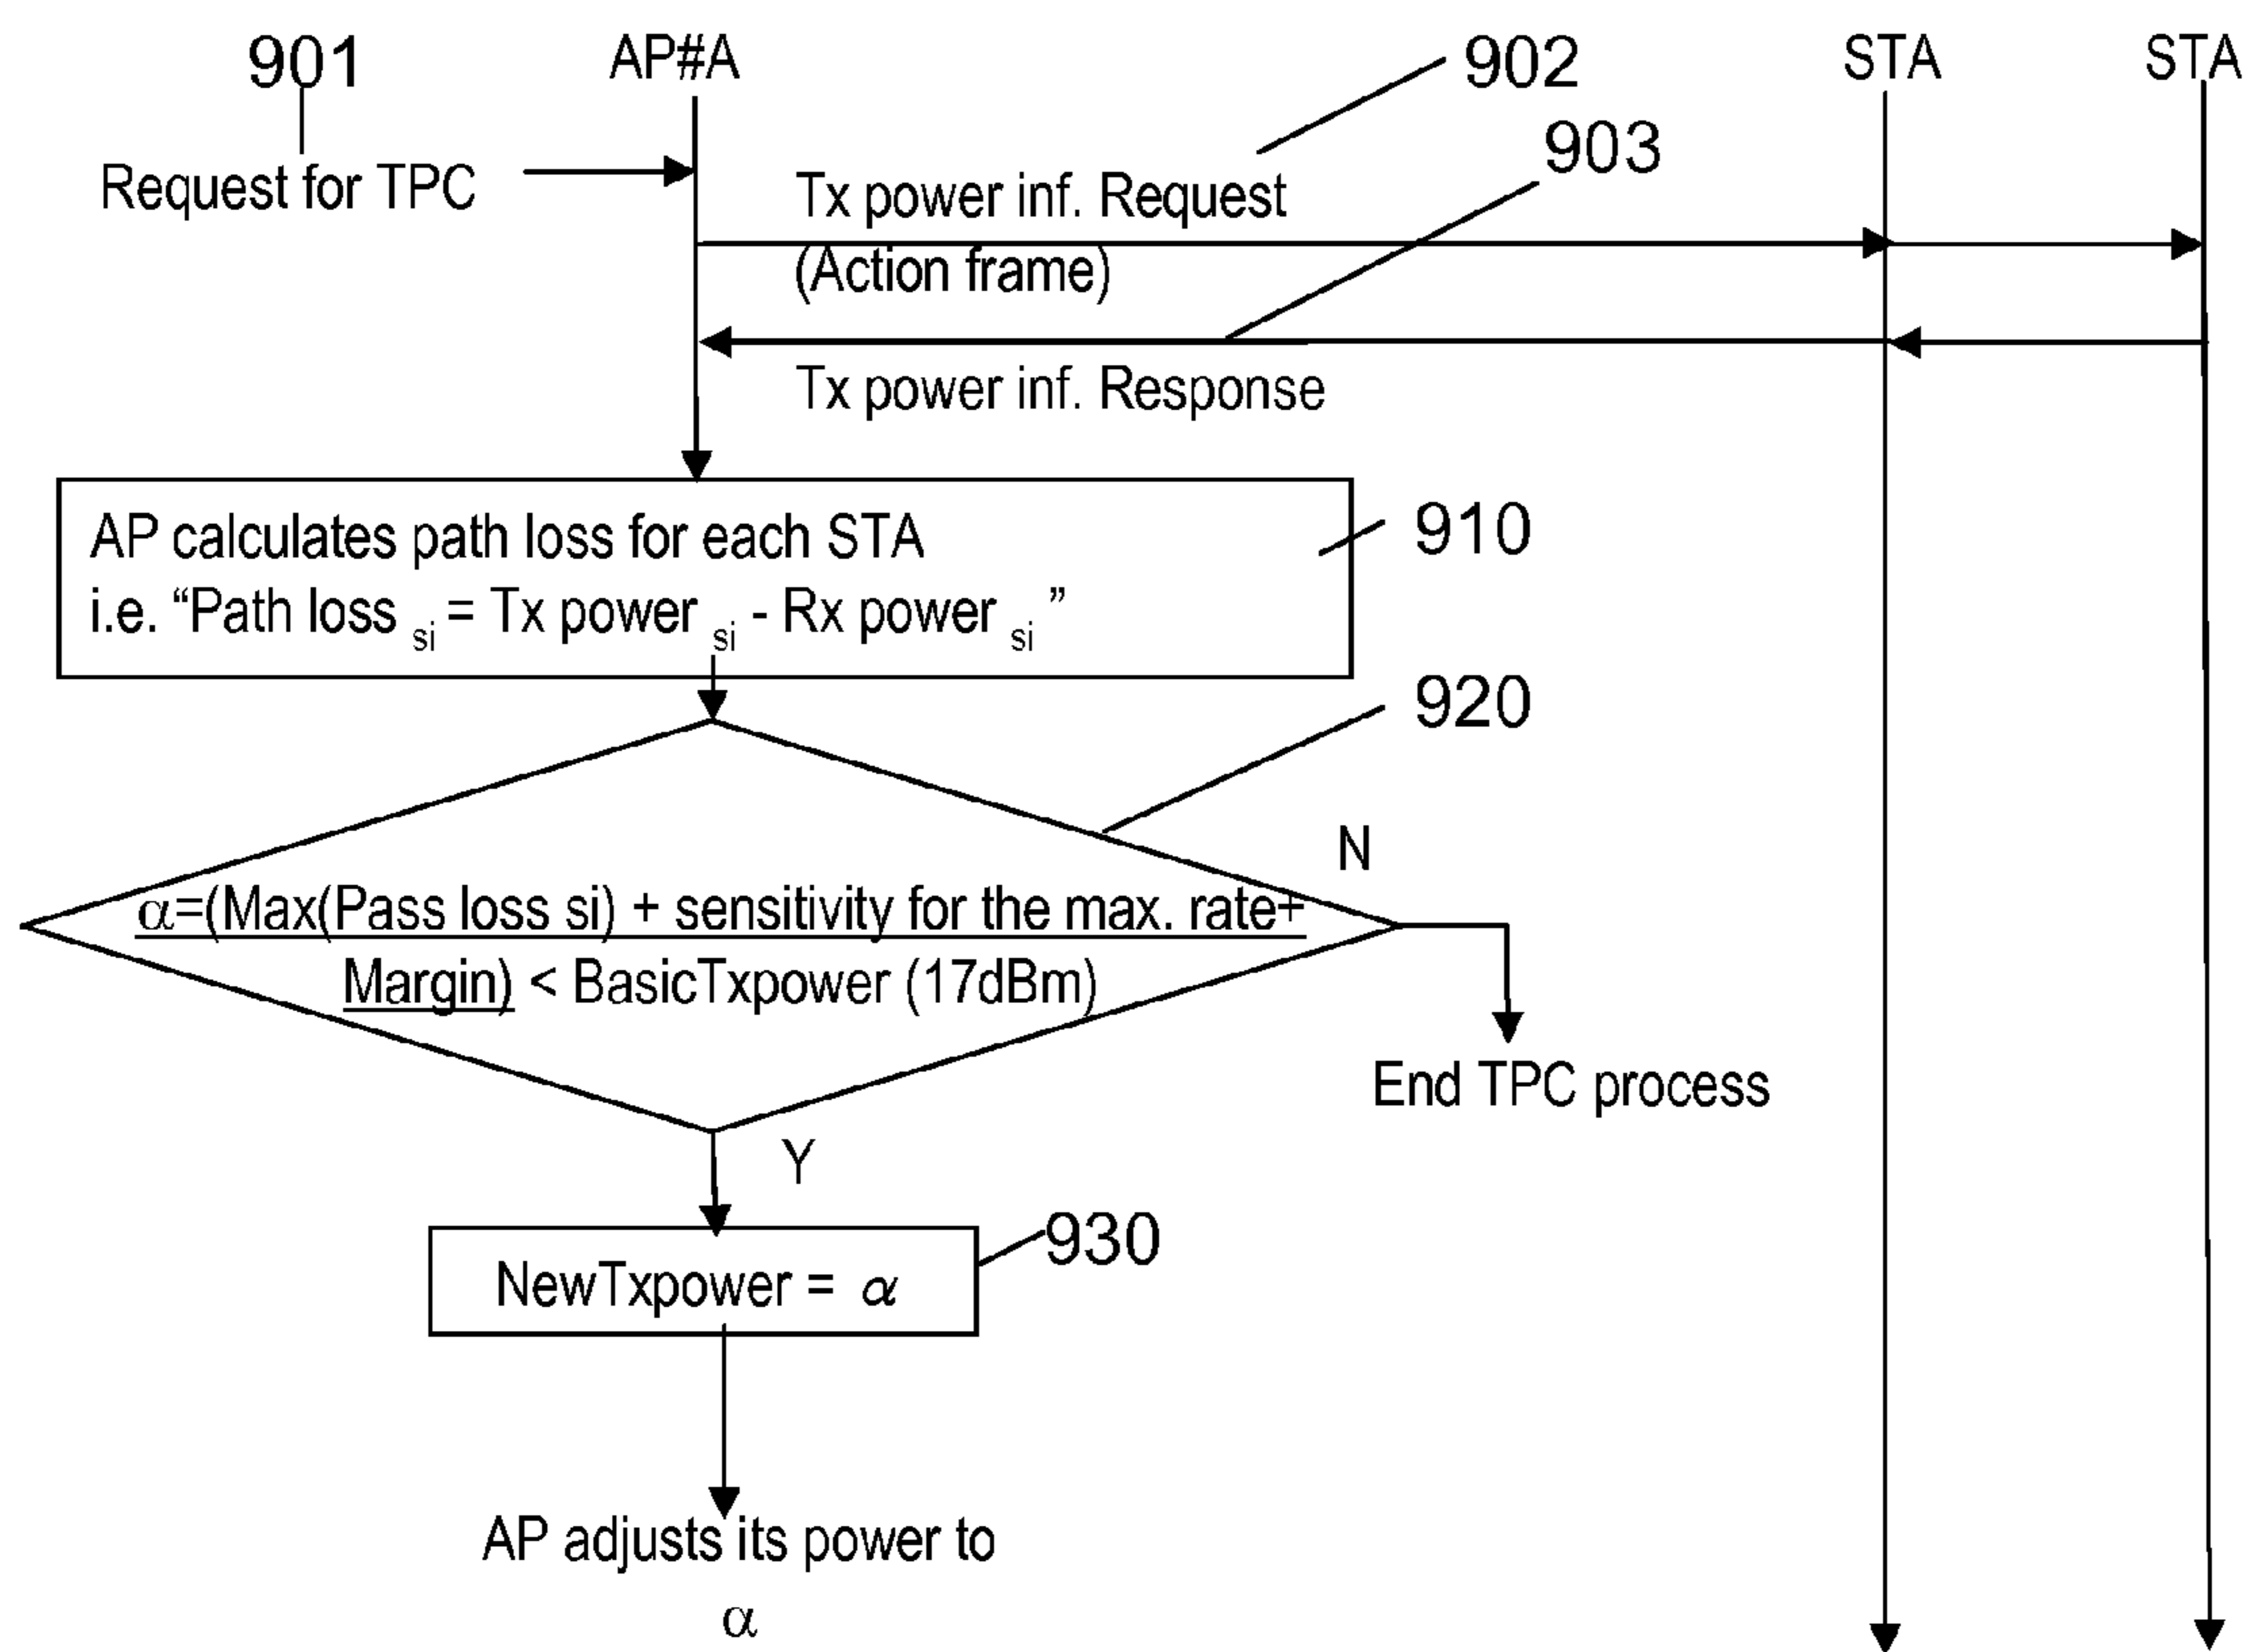 901
AP#A
902
STA
STA
903
Request for TPC
Tx power inf. Request
(Action frame)
Tx power inf. Response
AP calculates path loss for each STA
i.e. “Path loss si = Tx power si - Rx power si”
910
920
N
α=(Max(Pass loss si) + sensitivity for the max. rate+
Margin) < BasicTxpower (17dBm)
End TPC process
Y
930
NewTxpower = α
AP adjusts its power to
α